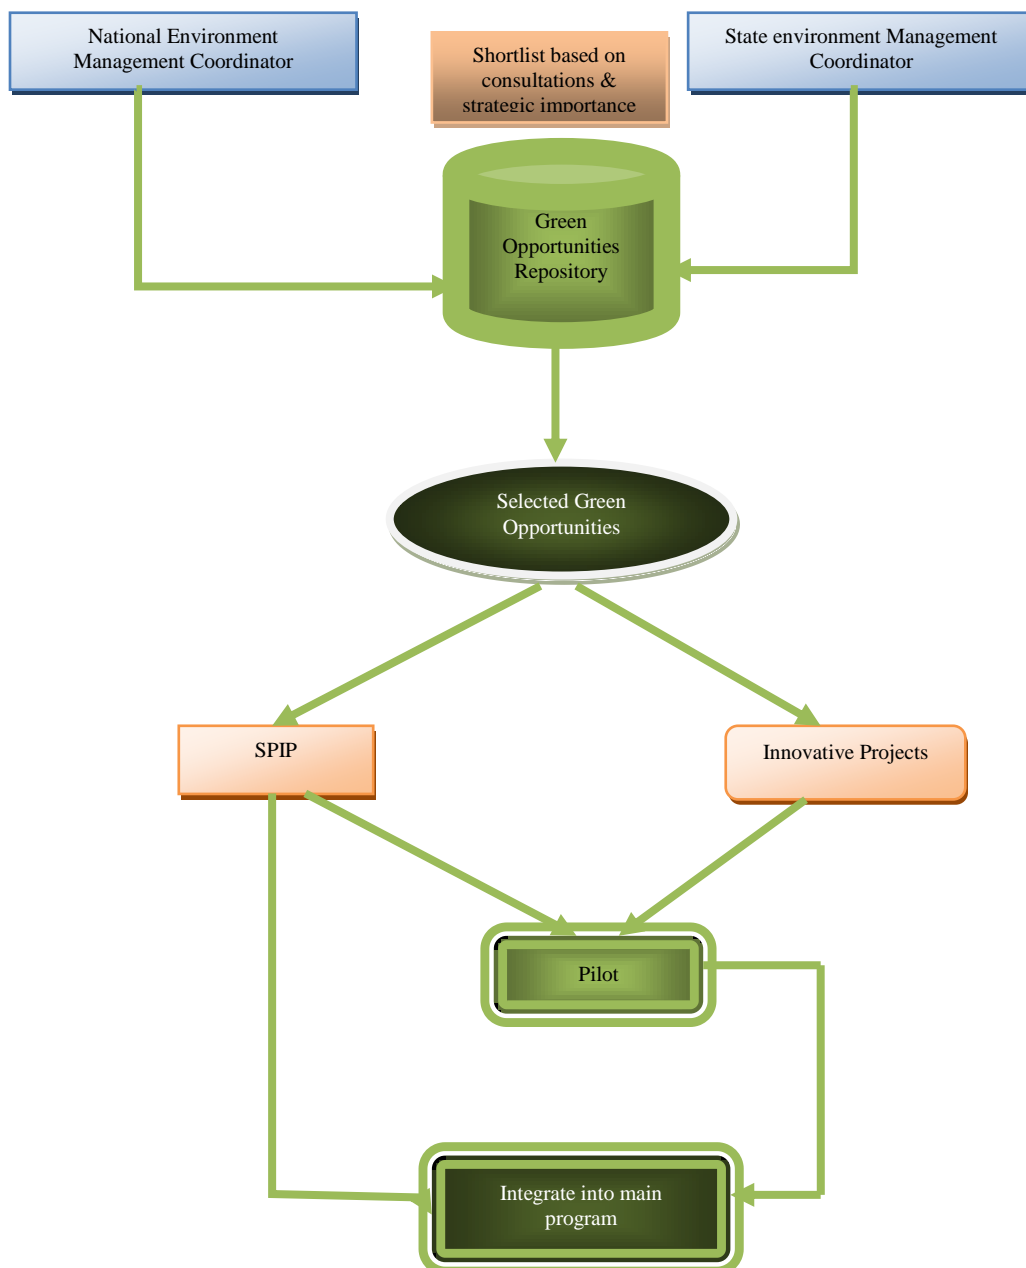 National Environment
Management Coordinator
Shortlist based on
consultations &
strategic importance
State environment Management
Coordinator
Green
Opportunities
Repository
Selected Green
Opportunities
SPIP
Innovative Projects
Pilot
Integrate into main
program